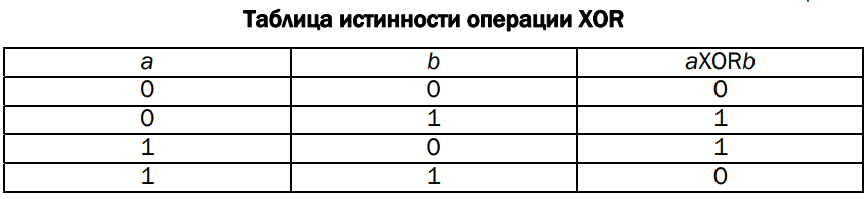 Таблица истинности операции XOR
a b aXORb
0 0 0
0 1 1
1 0 1
1 1 0